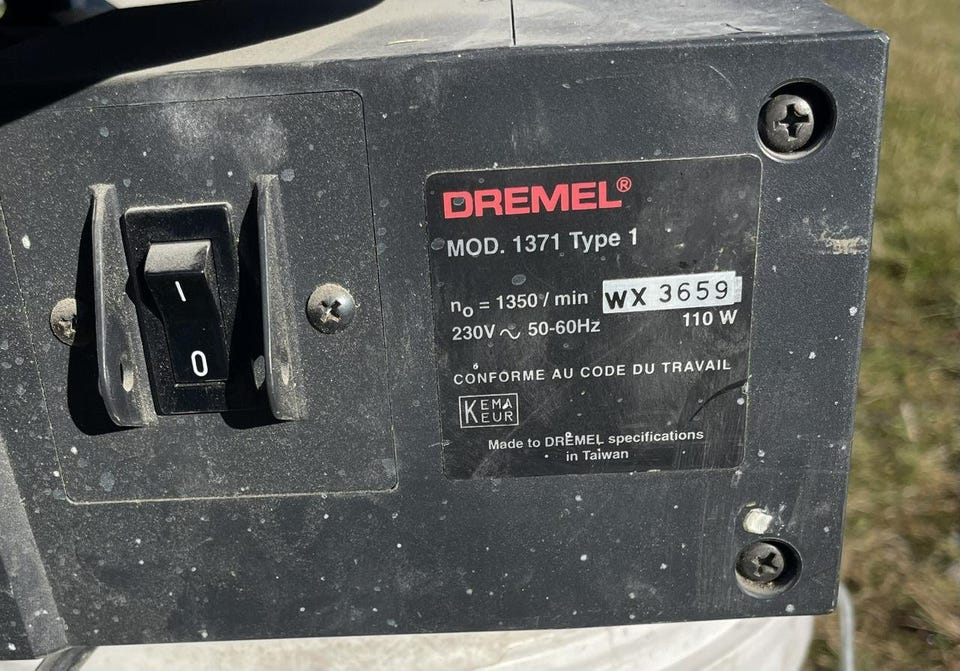 I
0
DREMEL®
MOD. 1371 Type 1
n₀ = 1350 / min WX 3659
230V ∿ 50-60Hz 110 W
CONFORME AU CODE DU TRAVAIL
KEMA
KEUR
Made to DREMEL specifications
in Taiwan